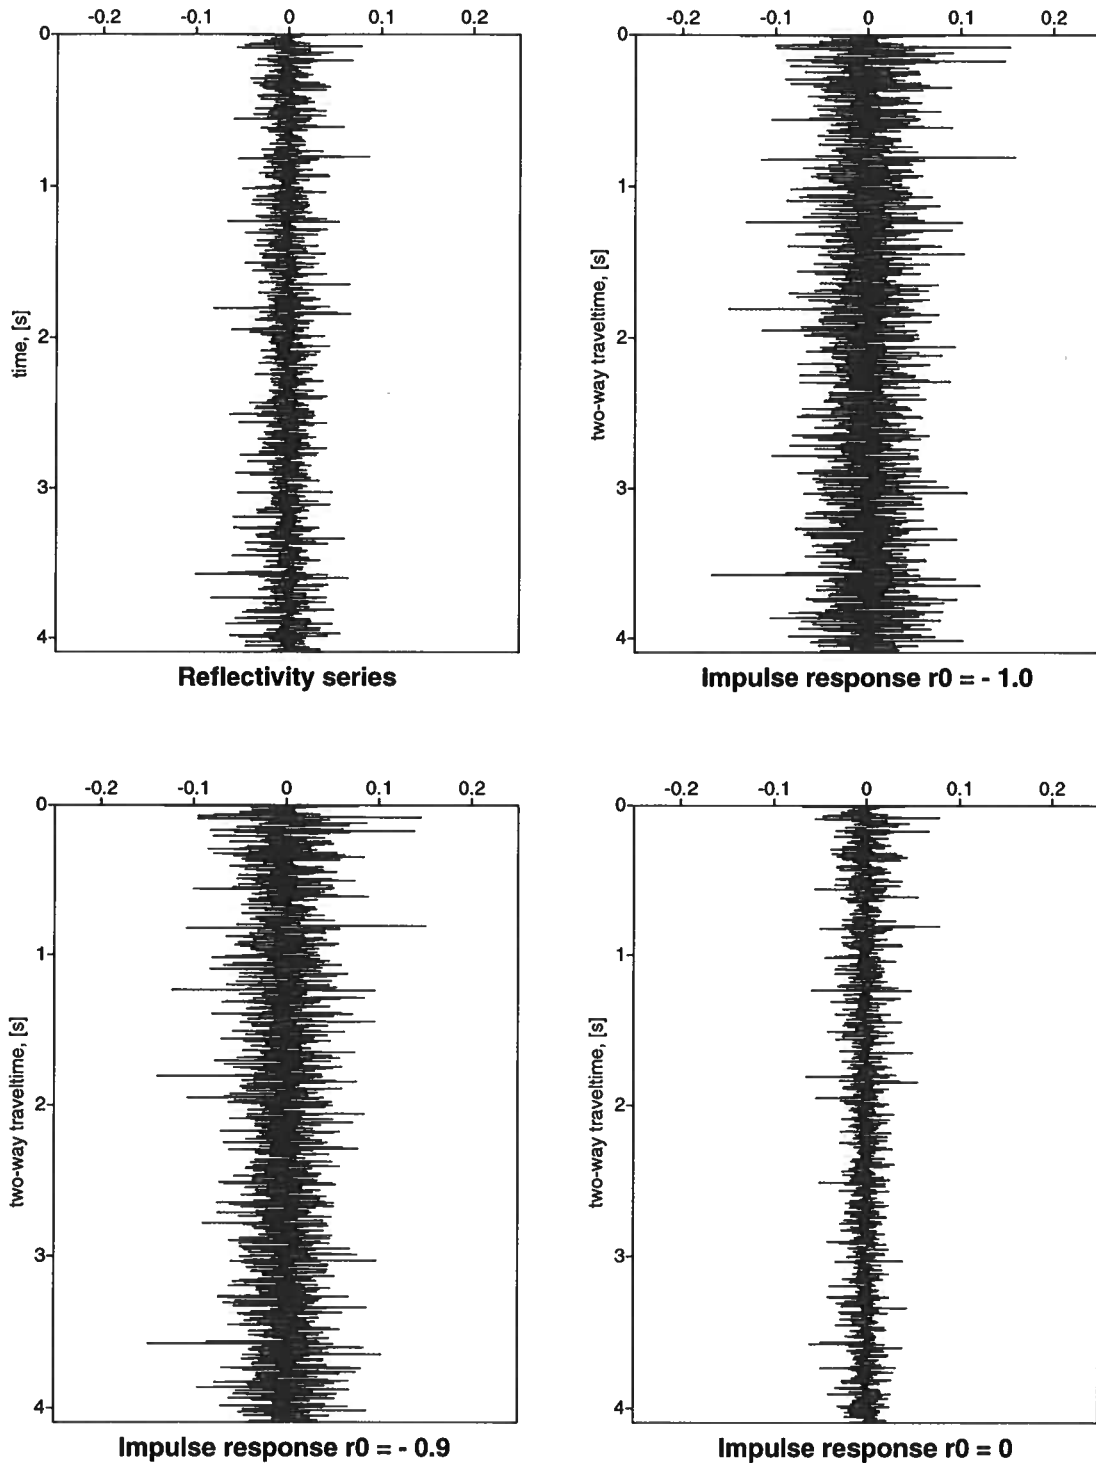 -0.2 -0.1 0 0.1 0.2
0
1
2
3
4
time, [s]
Reflectivity series
-0.2 -0.1 0 0.1 0.2
0
1
2
3
4
two-way traveltime, [s]
Impulse response r0 = - 1.0
-0.2 -0.1 0 0.1 0.2
0
1
2
3
4
two-way traveltime, [s]
Impulse response r0 = - 0.9
-0.2 -0.1 0 0.1 0.2
0
1
2
3
4
two-way traveltime, [s]
Impulse response r0 = 0